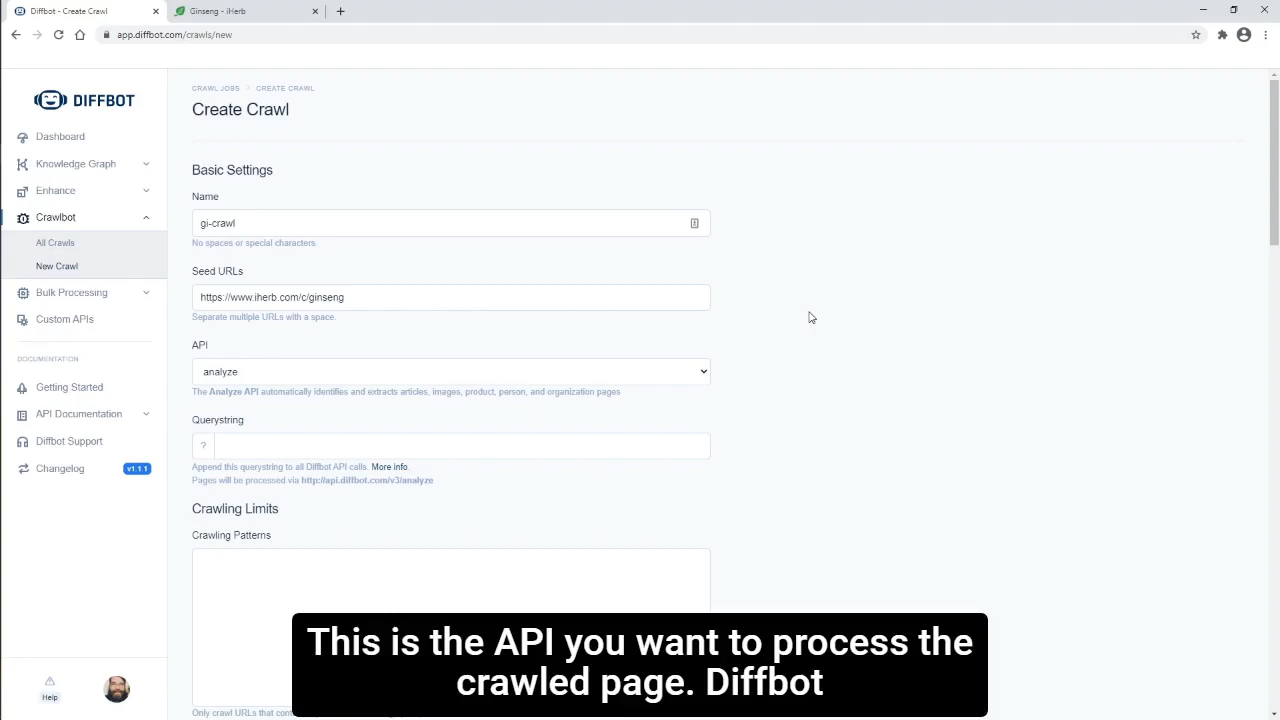 Diffbot - Create Crawl
Ginseng - iHerb
app.diffbot.com/crawls/new
DIFFBOT
Dashboard
Knowledge Graph
Enhance
Crawlbot
All Crawls
New Crawl
Bulk Processing
Custom APIs
DOCUMENTATION
Getting Started
API Documentation
Diffbot Support
Changelog v1.1.1
Help
CRAWL JOBS CREATE CRAWL
Create Crawl
Basic Settings
Name
gi-crawl
No spaces or special characters.
Seed URLs
https://www.iherb.com/c/ginseng
Separate multiple URLs with a space.
API
analyze
The Analyze API automatically identifies and extracts articles, images, product, person, and organization pages
Querystring
?
Append this querystring to all Diffbot API calls. More info.
Pages will be processed via http://api.diffbot.com/v3/analyze
Crawling Limits
Crawling Patterns
Only crawl URLs that
This is the API you want to process the
crawled page. Diffbot